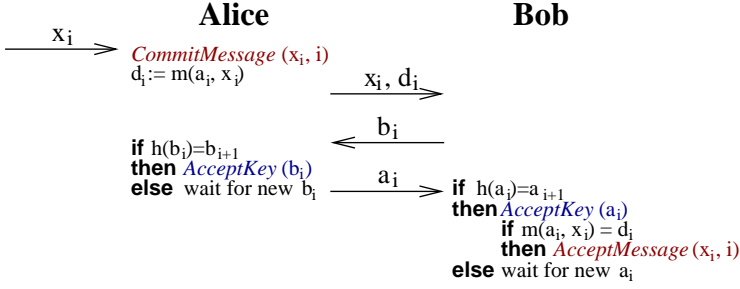 Alice Bob
x_i
CommitMessage (x_i, i)
d_i:= m(a_i, x_i)
x_i, d_i
b_i
if h(b_i)=b_{i+1}
then AcceptKey (b_i)
else wait for new b_i
a_i
if h(a_i)=a_{i+1}
then AcceptKey (a_i)
if m(a_i, x_i) = d_i
then AcceptMessage (x_i, i)
else wait for new a_i